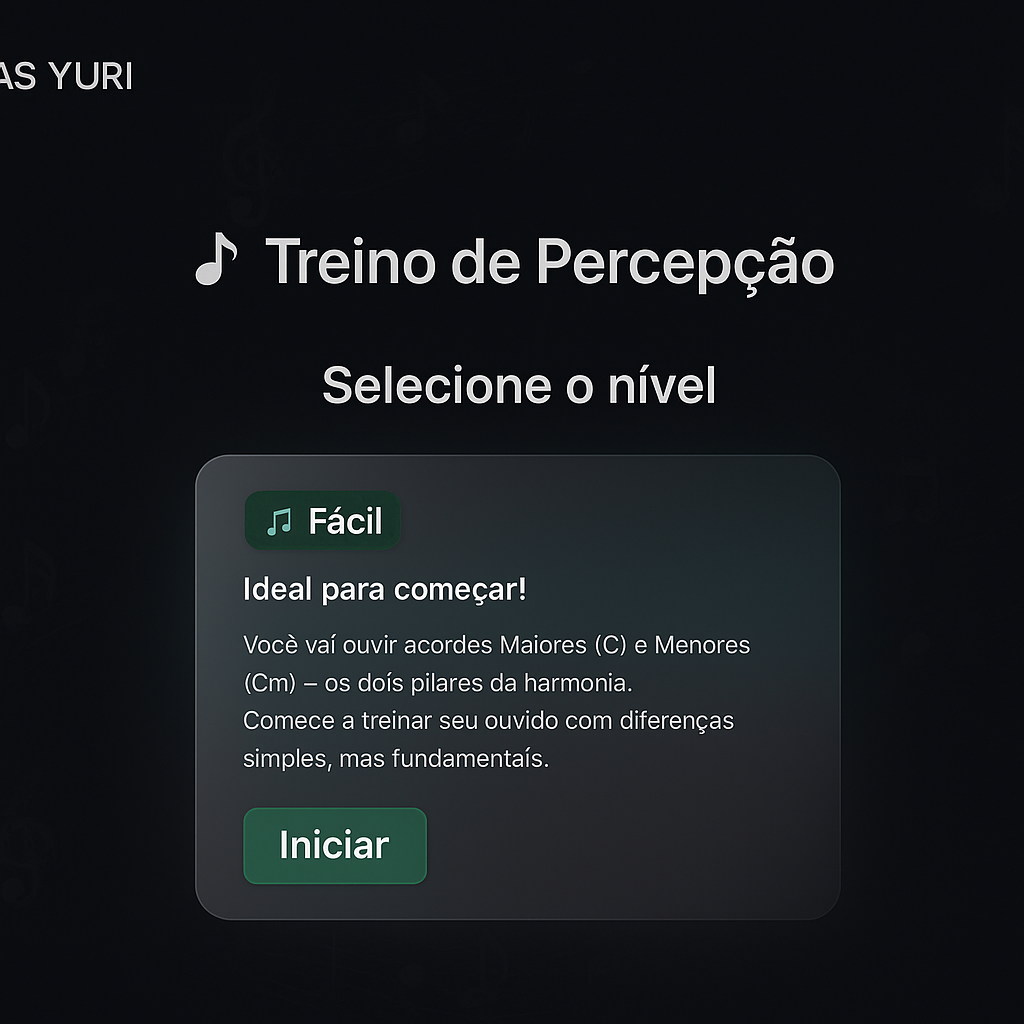 AS YURI
Treino de Percepção
Selecione o nível
Fácil
Ideal para começar!
Vocè vaí ouvir acordes Maiores (C) e Menores
(Cm) – os doís pilares da harmonia.
Comece a treinar seu ouvido com diferenças
simples, mas fundamentaís.
Iniciar